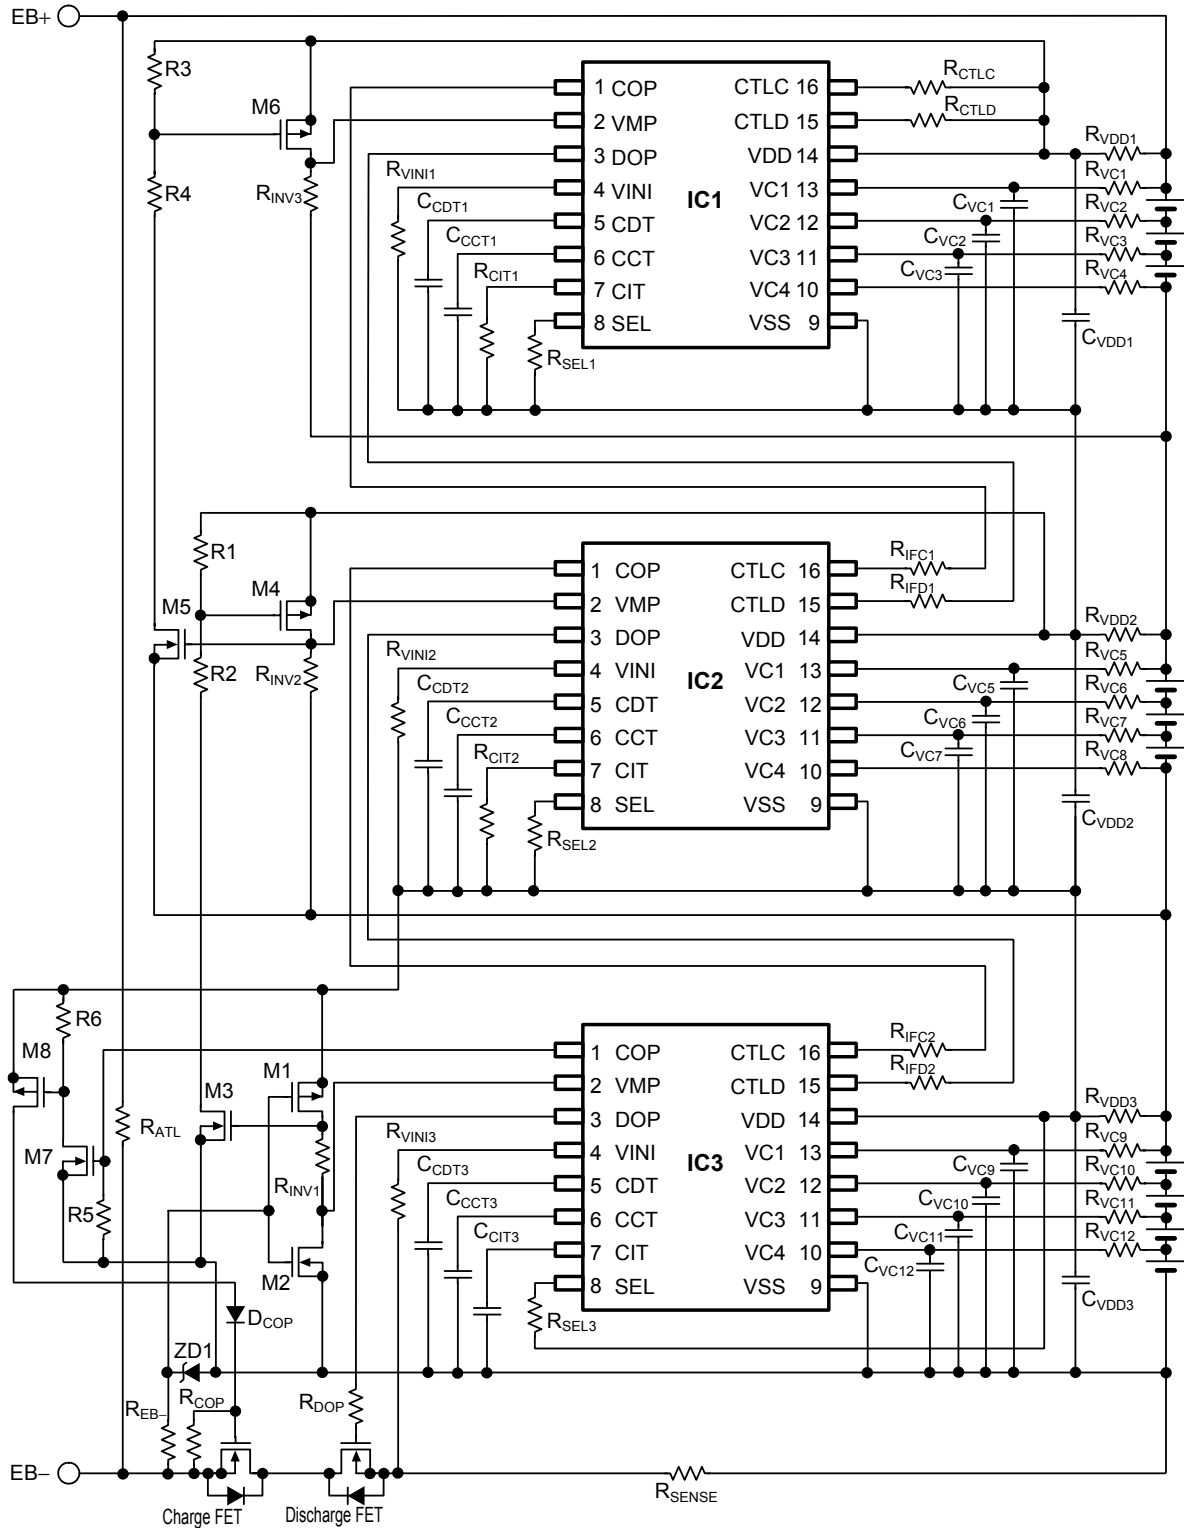 EB+
R3
M6
R4
RINV3
RVINI1
CCDT1
CCCT1
RCIT1
RSEL1
1 COP CTLC 16
2 VMP CTLD 15
3 DOP VDD 14
4 VINI VC1 13
IC1
5 CDT VC2 12
6 CCT VC3 11
7 CIT VC4 10
8 SEL VSS 9
RCTLC
RCTLD
RVDD1
RVC1
RVC2
RVC3
RVC4
CVC1
CVC2
CVC3
CVDD1
R1
M4
M5
R2
RINV2
RVINI2
CCDT2
CCCT2
RCIT2
RSEL2
1 COP CTLC 16
2 VMP CTLD 15
3 DOP VDD 14
4 VINI VC1 13
IC2
5 CDT VC2 12
6 CCT VC3 11
7 CIT VC4 10
8 SEL VSS 9
RIFC1
RIFD1
RVDD2
RVC5
RVC6
RVC7
RVC8
CVC5
CVC6
CVC7
CVDD2
R6
M8
M1
M3
RATL
M7
RINV1
R5
M2
DCOP
ZD1
RVINI3
CCDT3
CCCT3
CCIT3
RSEL3
1 COP CTLC 16
2 VMP CTLD 15
3 DOP VDD 14
4 VINI VC1 13
IC3
5 CDT VC2 12
6 CCT VC3 11
7 CIT VC4 10
8 SEL VSS 9
RIFC2
RIFD2
RVDD3
RVC9
RVC10
RVC11
RVC12
CVC9
CVC10
CVC11
CVC12
CVDD3
REB−
RCOP
RDOP
EB−
RSENSE
Charge FET
Discharge FET